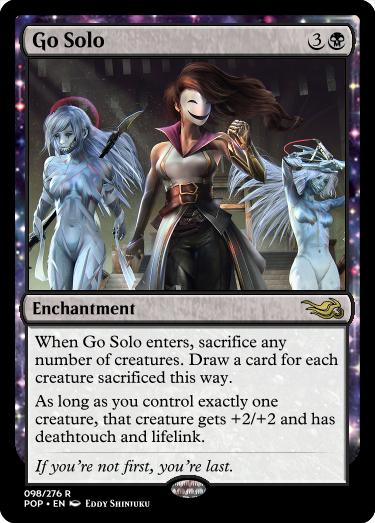 Go Solo 3
Enchantment
When Go Solo enters, sacrifice any
number of creatures. Draw a card for each
creature sacrificed this way.
As long as you control exactly one
creature, that creature gets +2/+2 and has
deathtouch and lifelink.
If you're not first, you're last.
098/276 R
POP • EN Eddy Shinjuku